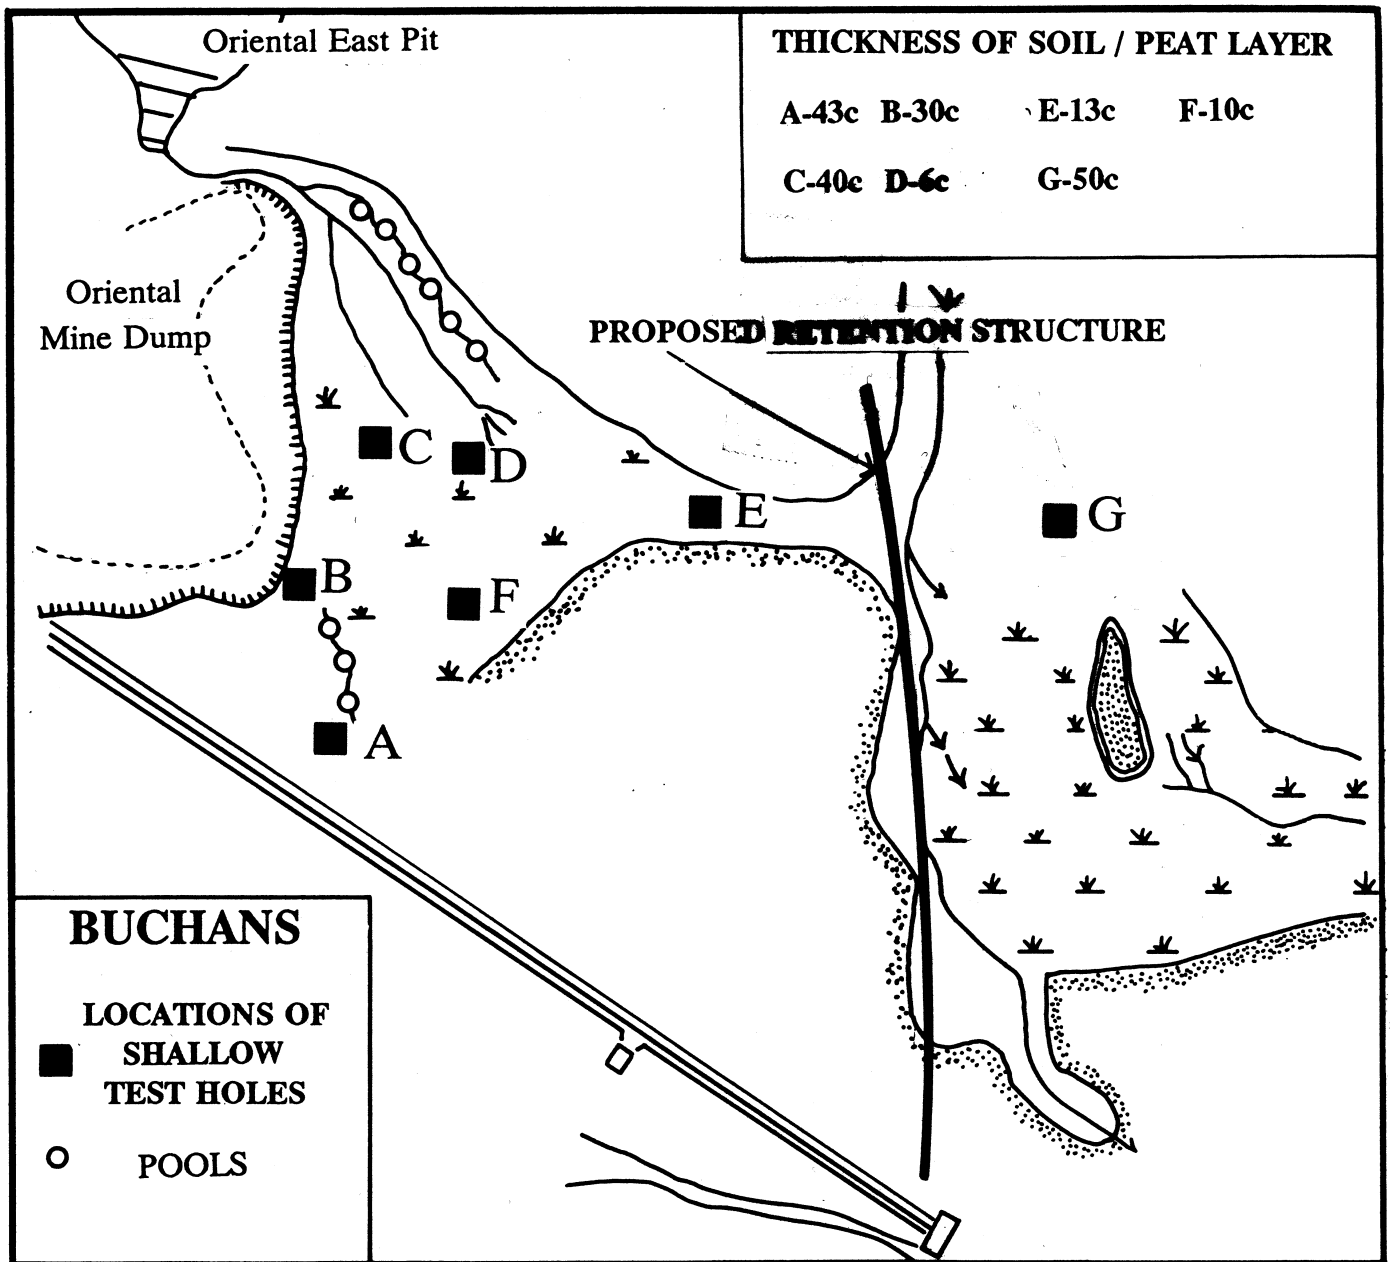 Oriental East Pit
THICKNESS OF SOIL / PEAT LAYER
A-43c B-30c E-13c F-10c
C-40c D-6c G-50c
Oriental
Mine Dump
PROPOSED RETENTION STRUCTURE
C
D
E
G
B
F
A
BUCHANS
LOCATIONS OF
SHALLOW
TEST HOLES
POOLS